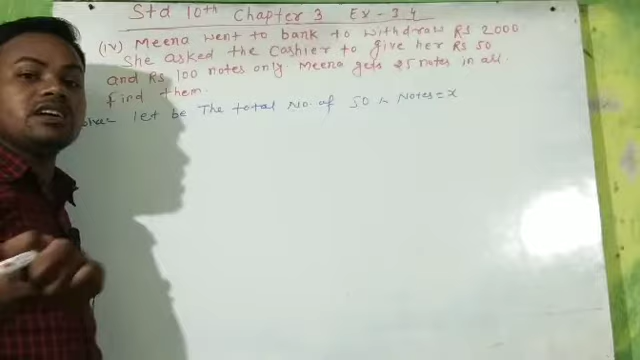 Std 10th Chapter 3 Ex-3.4
(IV) Meena went to bank to withdraw Rs 2000
She asked the Cashier to give her Rs 50
and Rs 100 notes only Meena gets 25 notes in all.
find them.
let be The total No. of 50 Notes = x